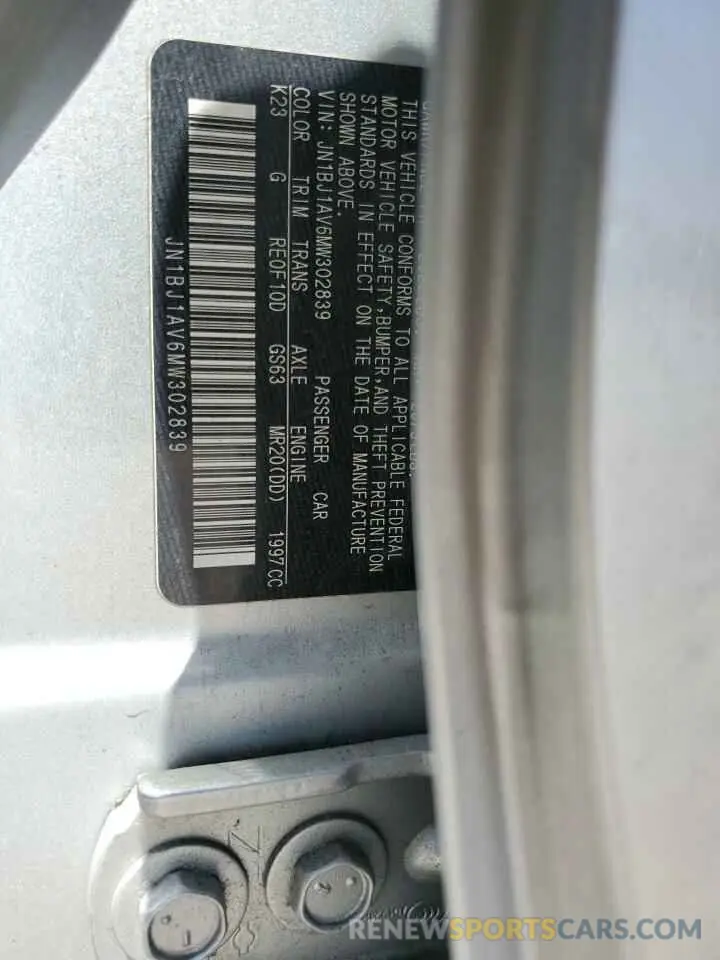 THIS VEHICLE CONFORMS TO ALL APPLICABLE FEDERAL
MOTOR VEHICLE SAFETY,BUMPER,AND THEFT PREVENTION
STANDARDS IN EFFECT ON THE DATE OF MANUFACTURE
SHOWN ABOVE.
VIN: JN1BJ1AV6MW302839 PASSENGER CAR
COLOR TRIM TRANS AXLE ENGINE
K23 G RE0F10D GS63 MR20(DD) 1997CC
JN1BJ1AV6MW302839
RENEWSPORTSCARS.COM